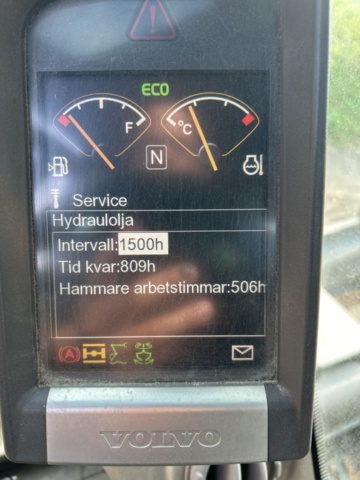 ECO
F
°C
N
Service
Hydraulolja
Intervall:1500h
Tid kvar:809h
Hammare arbetstimmar:506h
A
VOLVO